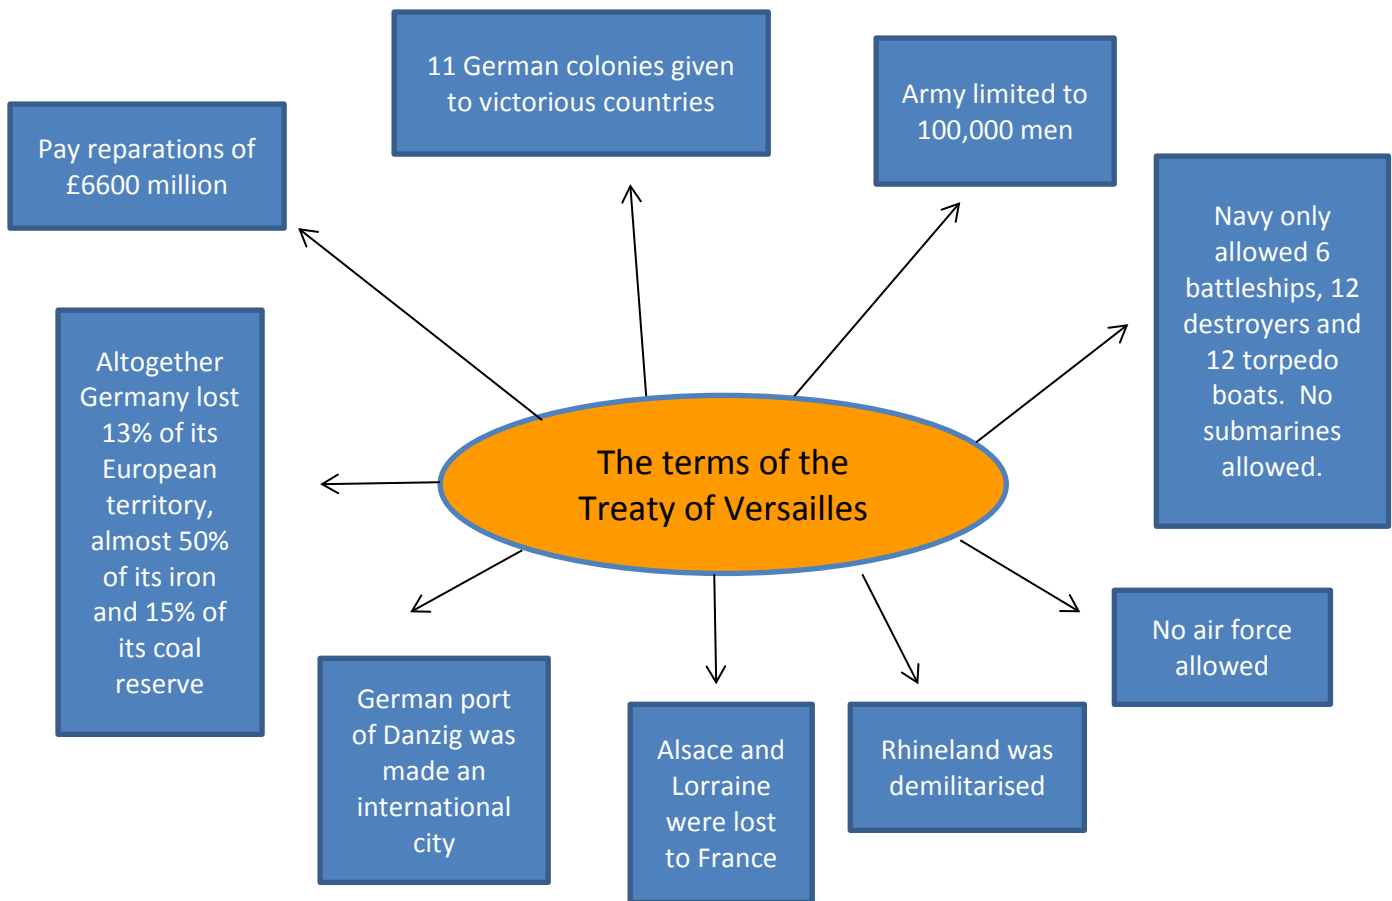 11 German colonies given
to victorious countries
Army limited to
100,000 men
Pay reparations of
£6600 million
Navy only
allowed 6
battleships, 12
destroyers and
12 torpedo
boats.  No
submarines
allowed.
Altogether
Germany lost
13% of its
European
territory,
almost 50%
of its iron
and 15% of
its coal
reserve
The terms of the
Treaty of Versailles
No air force
allowed
German port
of Danzig was
made an
international
city
Alsace and
Lorraine
were lost
to France
Rhineland was
demilitarised